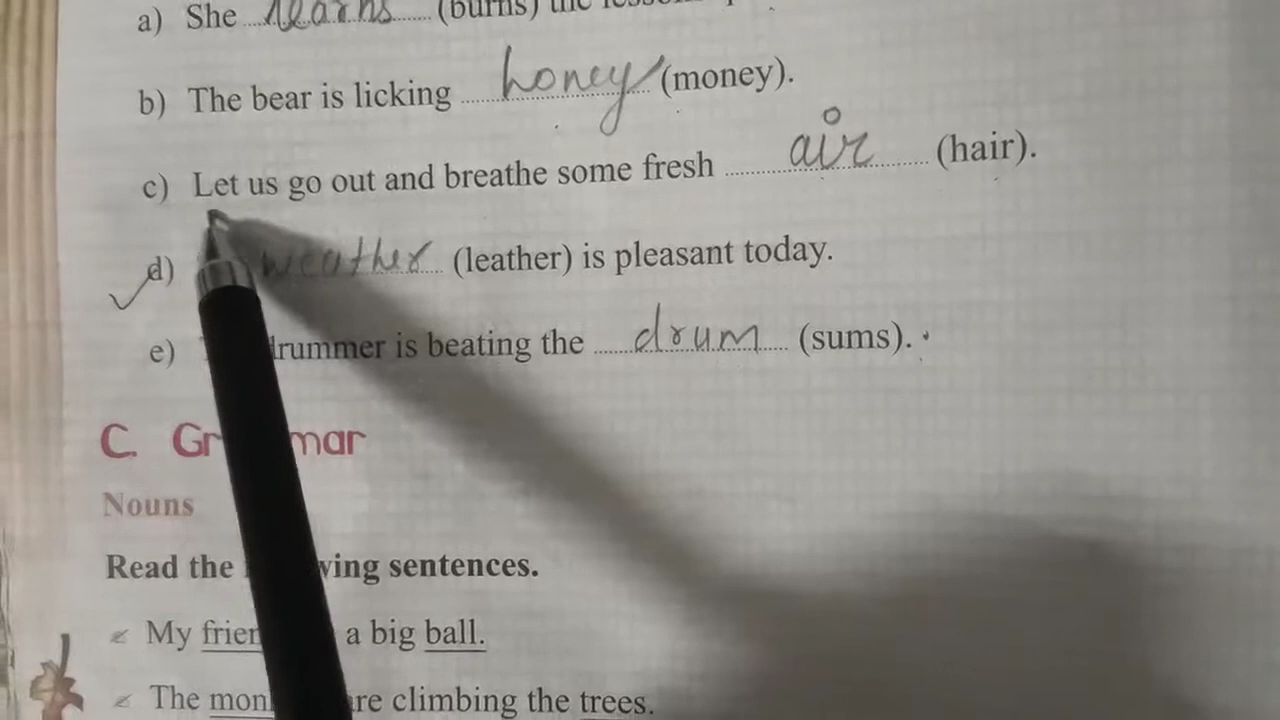 a) She learns (burns) the
b) The bear is licking honey (money).
c) Let us go out and breathe some fresh air (hair).
d) weather (leather) is pleasant today.
e) drummer is beating the drum (sums).
C. Gr mar
Nouns
Read the wing sentences.
My frien a big ball.
The mon re climbing the trees.